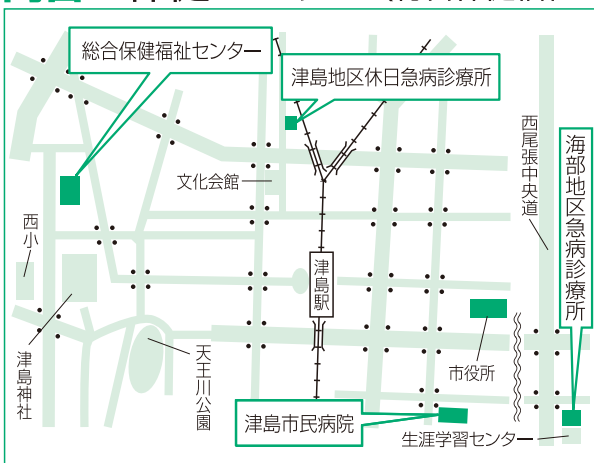 総合保健福祉センター
津島地区休日急病診療所
西尾張中央道
海部地区急病診療所
文化会館
西小
津島駅
津島神社
天王川公園
市役所
津島市民病院
生涯学習センター